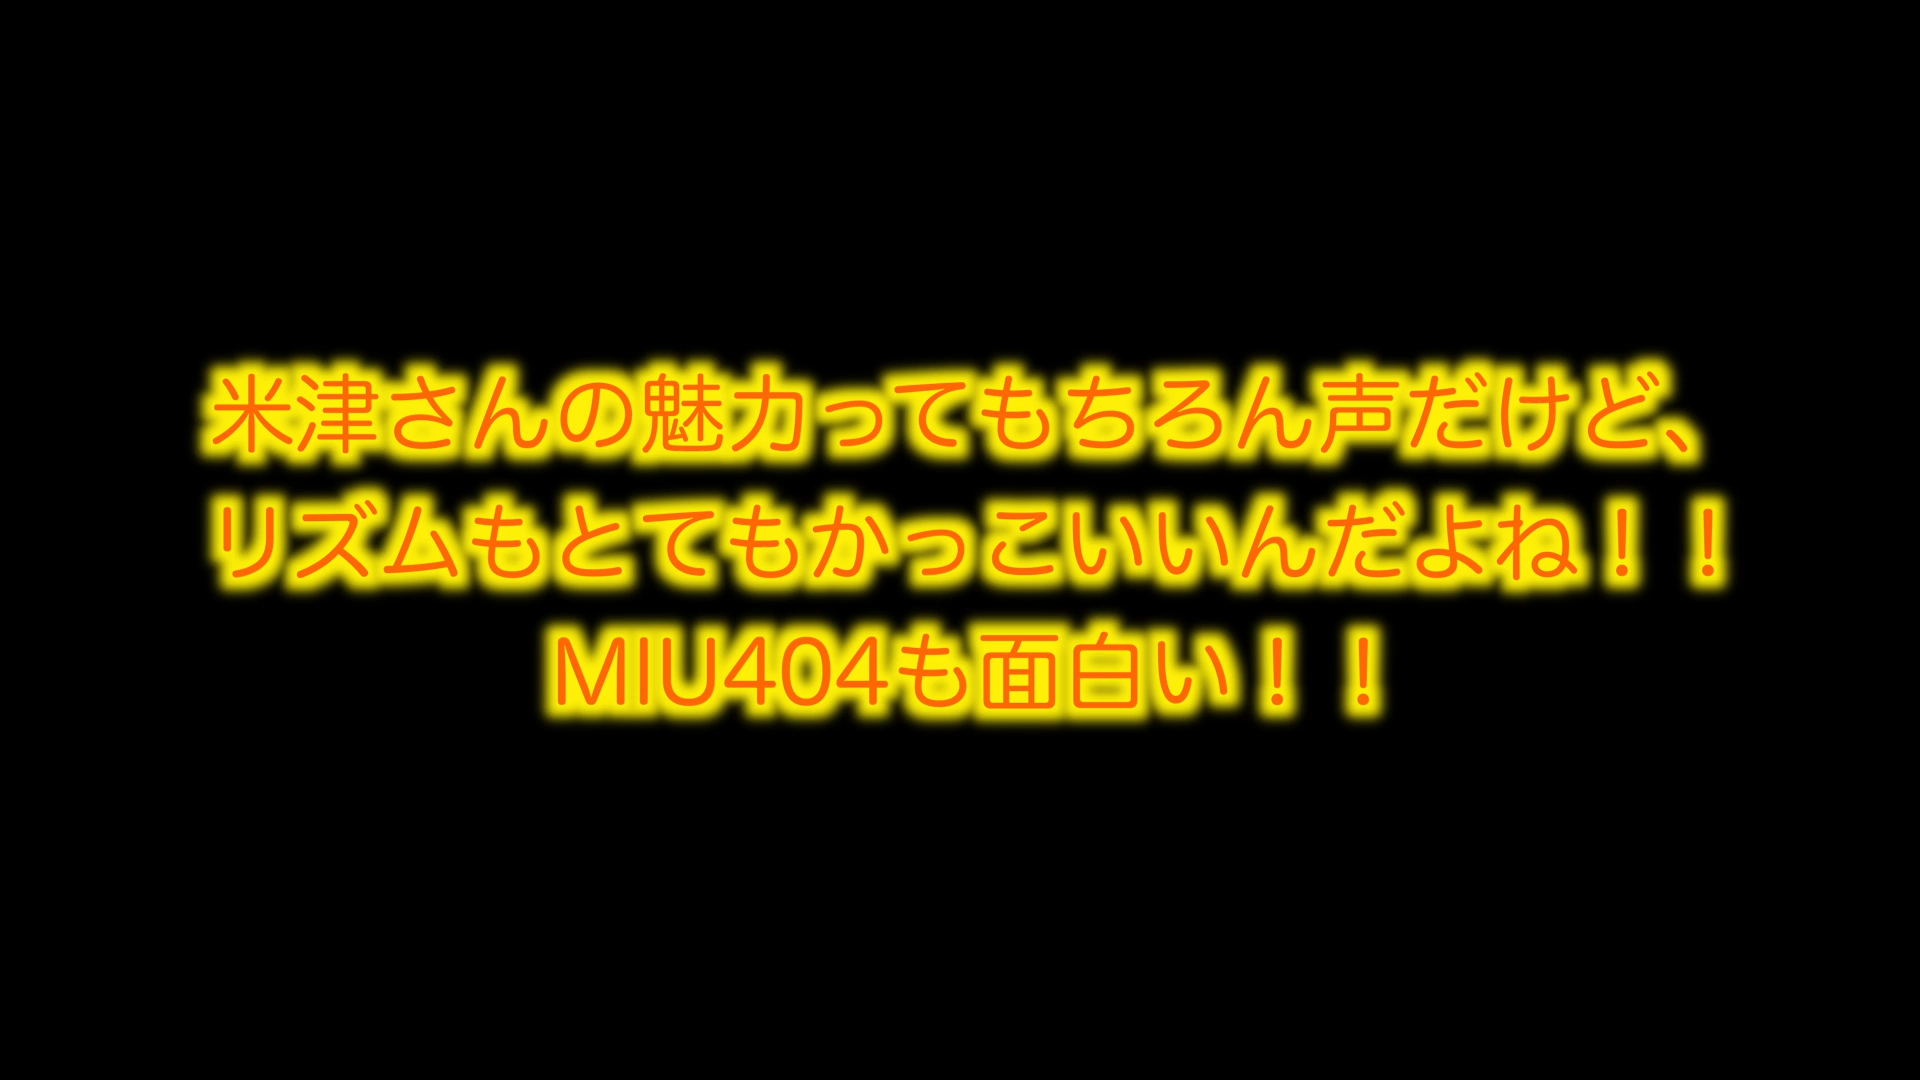 米津さんの魅力ってもちろん声だけど、
リズムもとてもかっこいいんだよね！！
MIU404も面白い！！